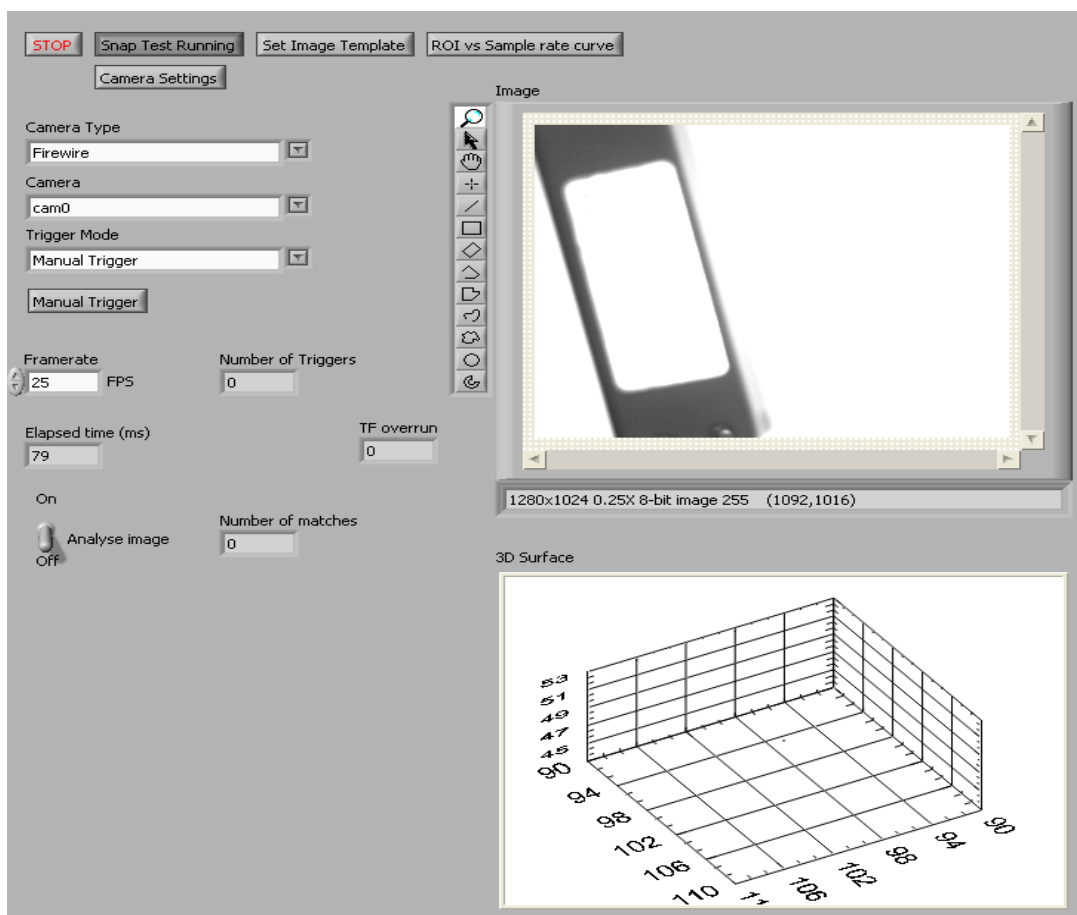 STOP
Snap Test Running
Set Image Template
ROI vs Sample rate curve
Camera Settings
Image
Camera Type
Firewire
Camera
cam0
Trigger Mode
Manual Trigger
Manual Trigger
Framerate
25 FPS
Number of Triggers
0
Elapsed time (ms)
79
TF overrun
0
On
Analyse image
Off
Number of matches
0
1280x1024 0.25X 8-bit image 255 (1092,1016)
3D Surface
53
51
49
47
45
90
94
98
102
106
110
106
102
98
94
90